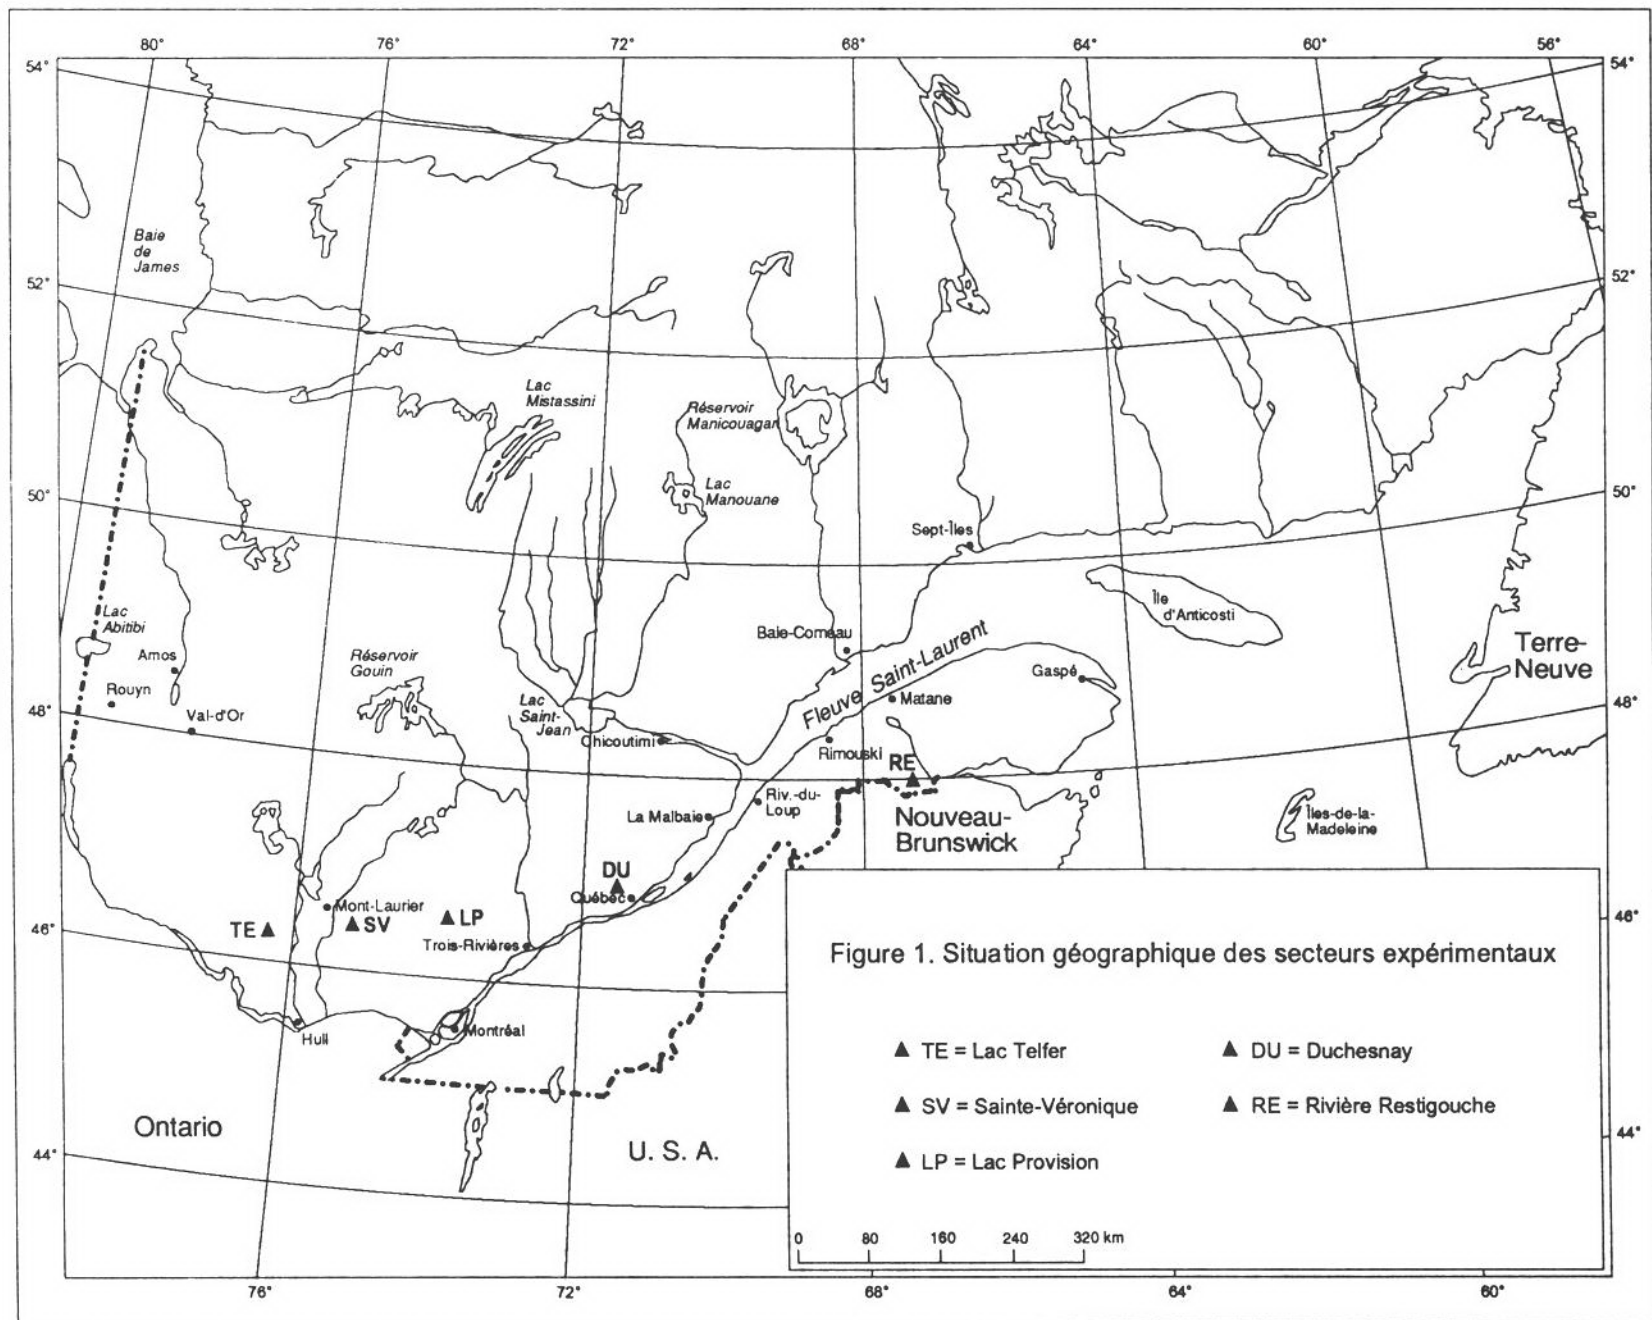 80° 76° 72° 68° 64° 60° 56°
54° 54°
Baie
de
James
52° 52°
Lac
Mistassini
Réservoir
Manicouagan
Lac
Manouane
50° 50°
Sept-Îles
Île
d'Anticosti
Lac
Abitibi
Baie-Comeau
Terre-
Neuve
Amos
Réservoir
Gouin
Fleuve Saint-Laurent
Gaspé
Rouyn
Matane
48° 48°
Val-d'Or
Lac
Saint-
Jean
Chicoutimi
Rimouski
RE
Riv.-du-
Loup
La Malbaie
Nouveau-
Brunswick
Îles-de-la-
Madeleine
DU
Québec
Mont-Laurier
46° TE SV LP 46°
Trois-Rivières
Figure 1. Situation géographique des secteurs expérimentaux
Hull
Montréal
TE = Lac Telfer DU = Duchesnay
SV = Sainte-Véronique RE = Rivière Restigouche
LP = Lac Provision
Ontario
U. S. A.
44° 44°
0 80 160 240 320 km
76° 72° 68° 64° 60°